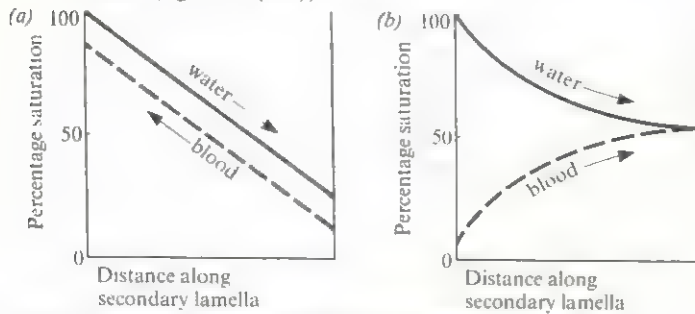 (a)
100
50
0
Percentage saturation
water
blood
Distance along
secondary lamella
(b)
100
50
0
Percentage saturation
water
blood
Distance along
secondary lamella